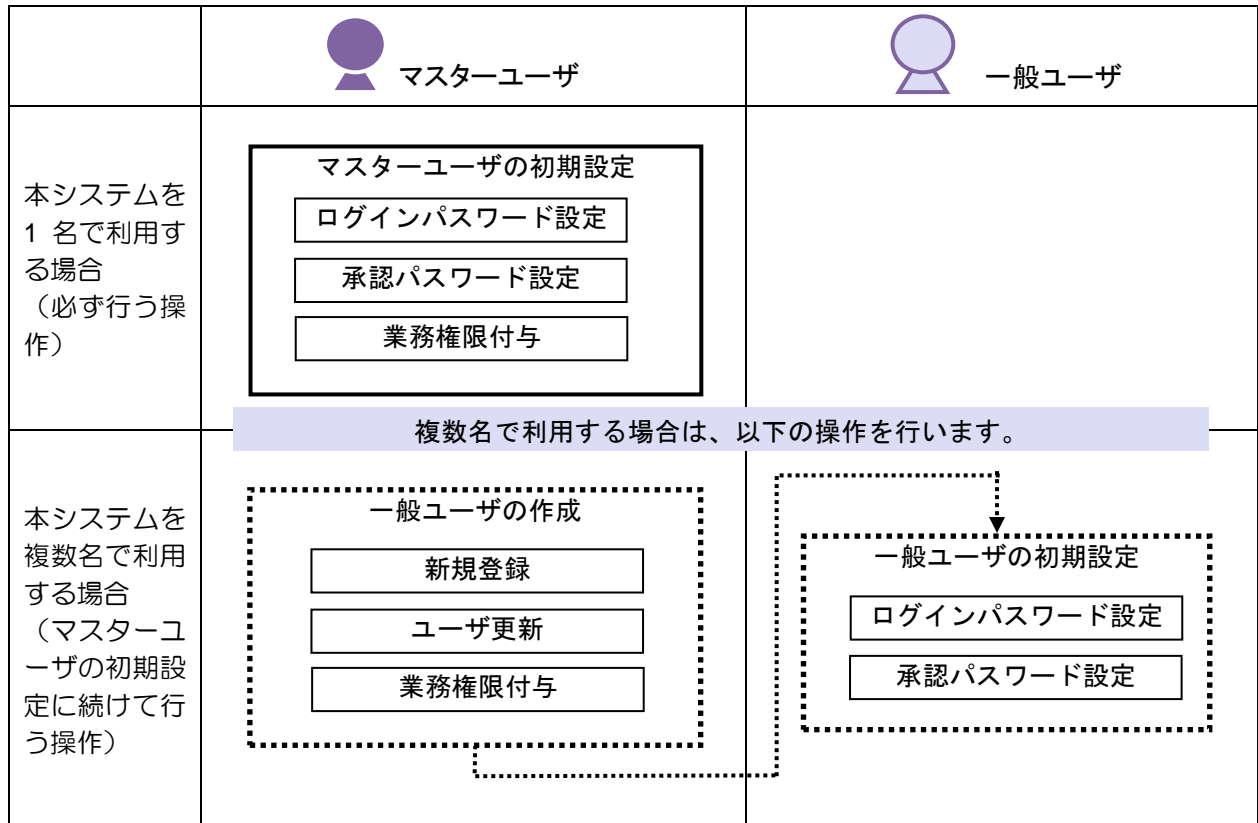 マスターユーザ
一般ユーザ
本システムを
1 名で利用す
る場合
（必ず行う操
作）
マスターユーザの初期設定
ログインパスワード設定
承認パスワード設定
業務権限付与
複数名で利用する場合は、以下の操作を行います。
本システムを
複数名で利用
する場合
（マスターユ
ーザの初期設
定に続けて行
う操作）
一般ユーザの作成
新規登録
ユーザ更新
業務権限付与
一般ユーザの初期設定
ログインパスワード設定
承認パスワード設定